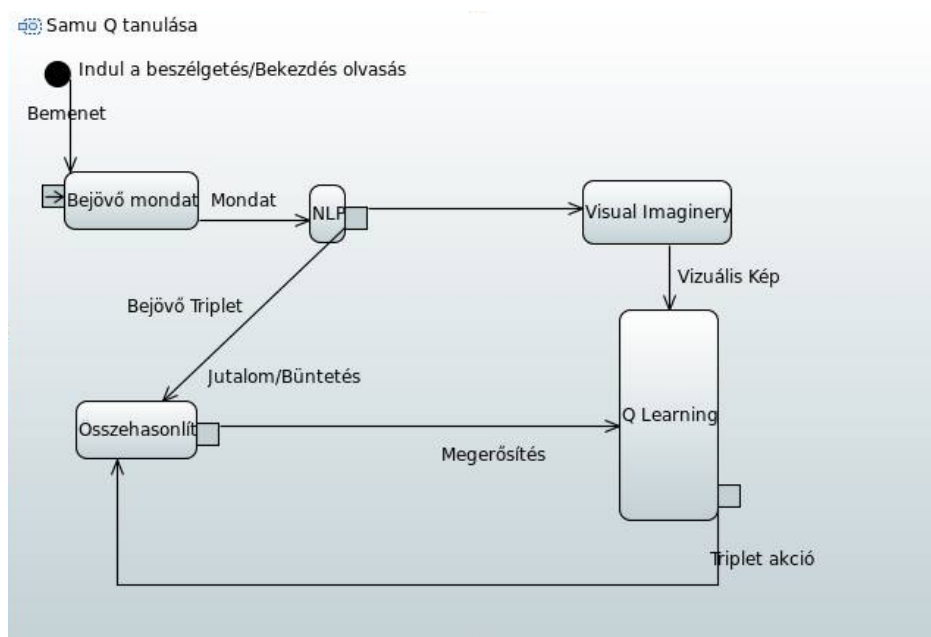 Samu Q tanulása
Indul a beszélgetés/Bekezdés olvasás
Bemenet
Bejövő mondat
Mondat
NLP
Visual Imaginery
Vizuális Kép
Bejövő Triplet
Jutalom/Büntetés
Összehasonlít
Q Learning
Megerősítés
Triplet akció